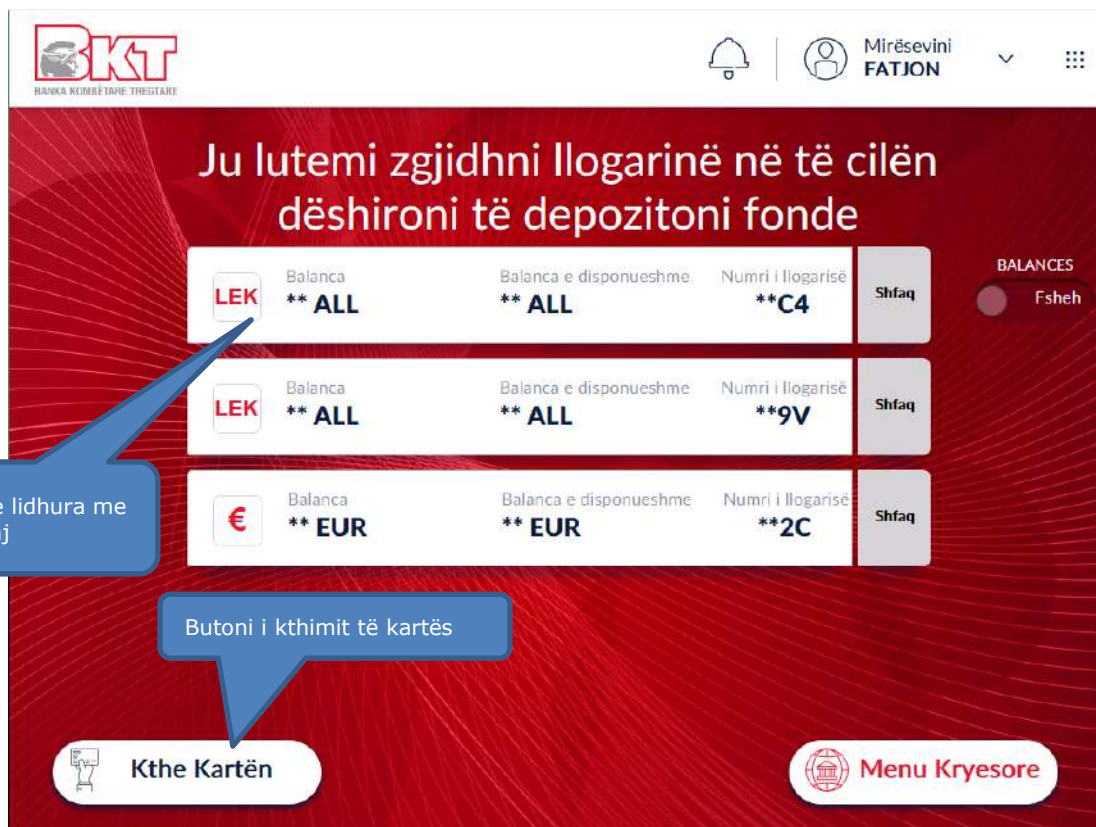 BKT
BANKA KOMBËTARE TREGTARE
Mirësevini
FATJON
Ju lutemi zgjidhni llogarinë në të cilën
dëshironi të depozitoni fonde
LEK Balanca ** ALL Balanca e disponueshme ** ALL Numri i llogarisë **C4 Shfaq
BALANCES
Fsheh
LEK Balanca ** ALL Balanca e disponueshme ** ALL Numri i llogarisë **9V Shfaq
€ Balanca ** EUR Balanca e disponueshme ** EUR Numri i llogarisë **2C Shfaq
lidhura me
Butoni i kthimit të kartës
Kthe Kartën
Menu Kryesore